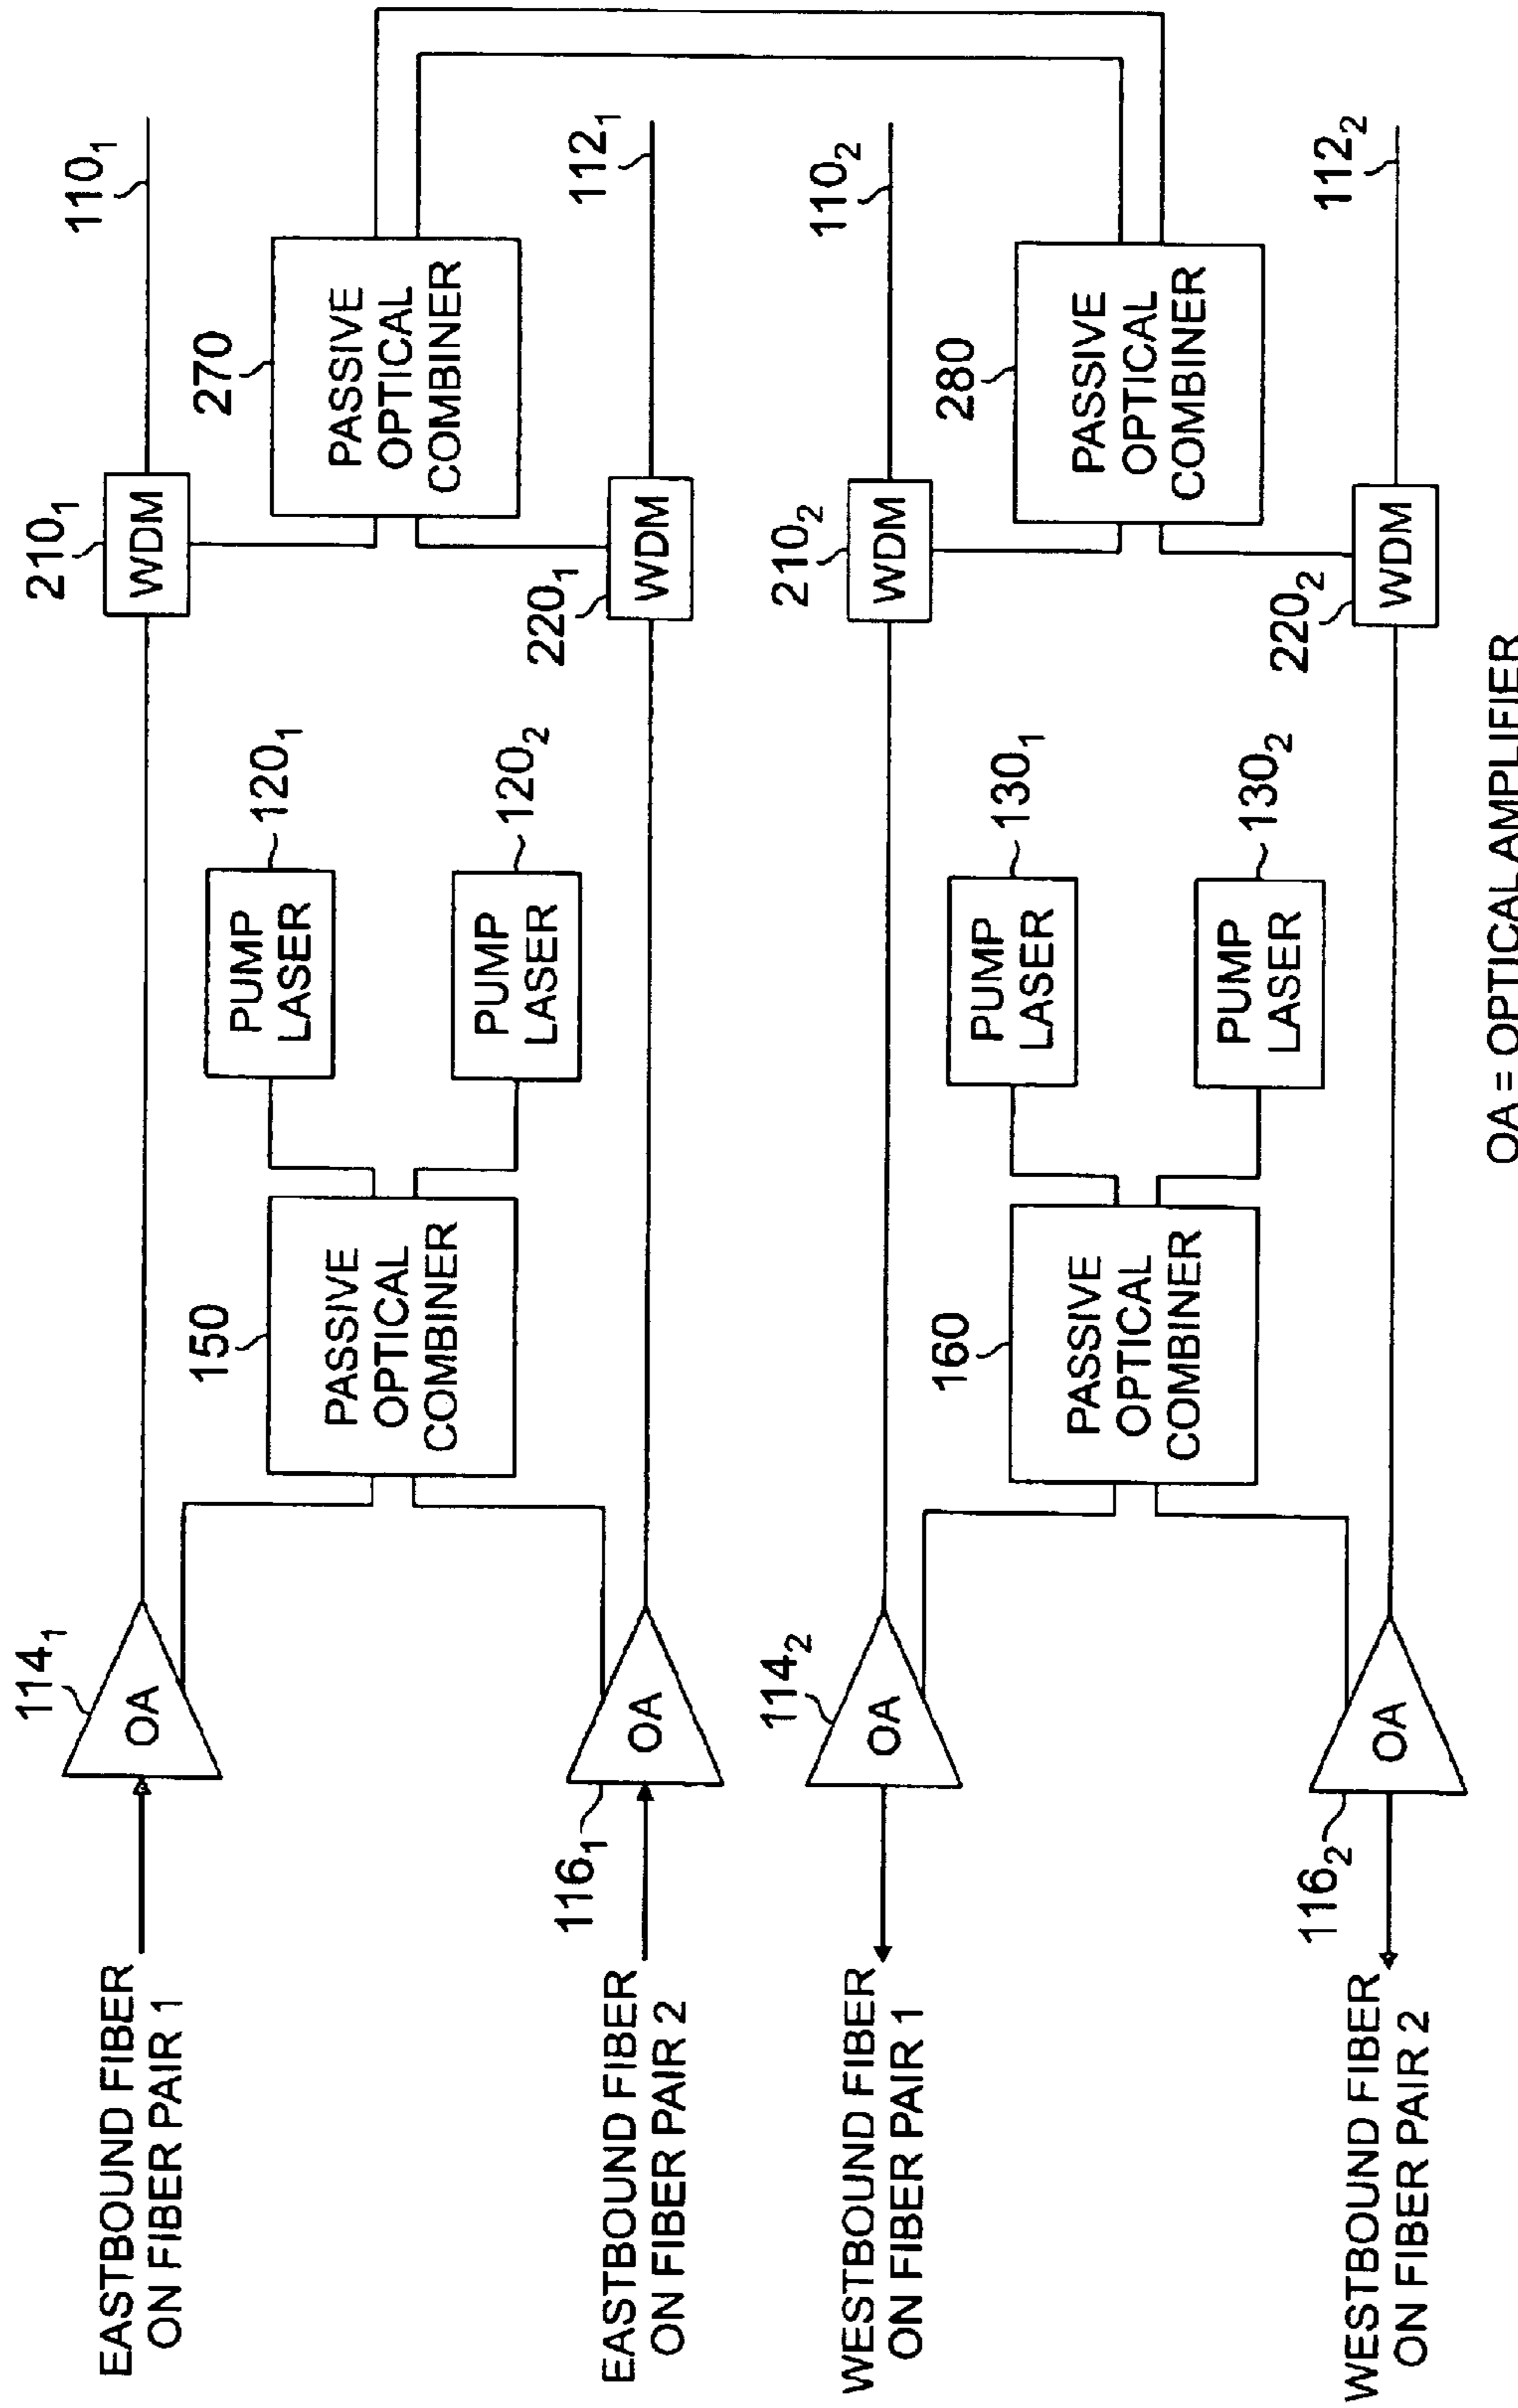 EASTBOUND FIBER
ON FIBER PAIR 1
114₁
OA
150
PASSIVE
OPTICAL
COMBINER
PUMP
LASER
120₁
PUMP
LASER
120₂
210₁
WDM
110₁
270
PASSIVE
OPTICAL
COMBINER
EASTBOUND FIBER
ON FIBER PAIR 2
116₁
OA
220₁
WDM
112₁
WESTBOUND FIBER
ON FIBER PAIR 1
114₂
OA
160
PASSIVE
OPTICAL
COMBINER
PUMP
LASER
130₁
PUMP
LASER
130₂
210₂
WDM
110₂
280
PASSIVE
OPTICAL
COMBINER
WESTBOUND FIBER
ON FIBER PAIR 2
116₂
OA
220₂
WDM
112₂
OA = OPTICAL AMPLIFIER